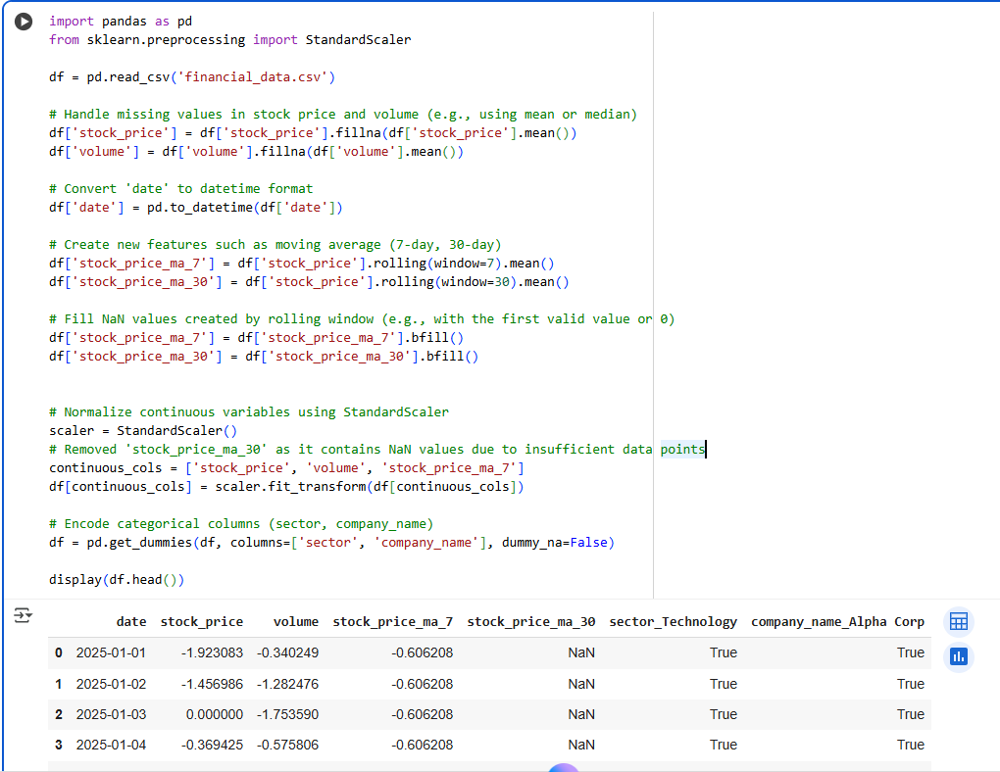 import pandas as pd
from sklearn.preprocessing import StandardScaler
df = pd.read_csv('financial_data.csv')
# Handle missing values in stock price and volume (e.g., using mean or median)
df['stock_price'] = df['stock_price'].fillna(df['stock_price'].mean())
df['volume'] = df['volume'].fillna(df['volume'].mean())
# Convert 'date' to datetime format
df['date'] = pd.to_datetime(df['date'])
# Create new features such as moving average (7-day, 30-day)
df['stock_price_ma_7'] = df['stock_price'].rolling(window=7).mean()
df['stock_price_ma_30'] = df['stock_price'].rolling(window=30).mean()
# Fill NaN values created by rolling window (e.g., with the first valid value or 0)
df['stock_price_ma_7'] = df['stock_price_ma_7'].bfill()
df['stock_price_ma_30'] = df['stock_price_ma_30'].bfill()
# Normalize continuous variables using StandardScaler
scaler = StandardScaler()
# Removed 'stock_price_ma_30' as it contains NaN values due to insufficient data points
continuous_cols = ['stock_price', 'volume', 'stock_price_ma_7']
df[continuous_cols] = scaler.fit_transform(df[continuous_cols])
# Encode categorical columns (sector, company_name)
df = pd.get_dummies(df, columns=['sector', 'company_name'], dummy_na=False)
display(df.head())
date stock_price volume stock_price_ma_7 stock_price_ma_30 sector_Technology company_name_Alpha Corp
0 2025-01-01 -1.923083 -0.340249 -0.606208 NaN True True
1 2025-01-02 -1.456986 -1.282476 -0.606208 NaN True True
2 2025-01-03 0.000000 -1.753590 -0.606208 NaN True True
3 2025-01-04 -0.369425 -0.575806 -0.606208 NaN True True